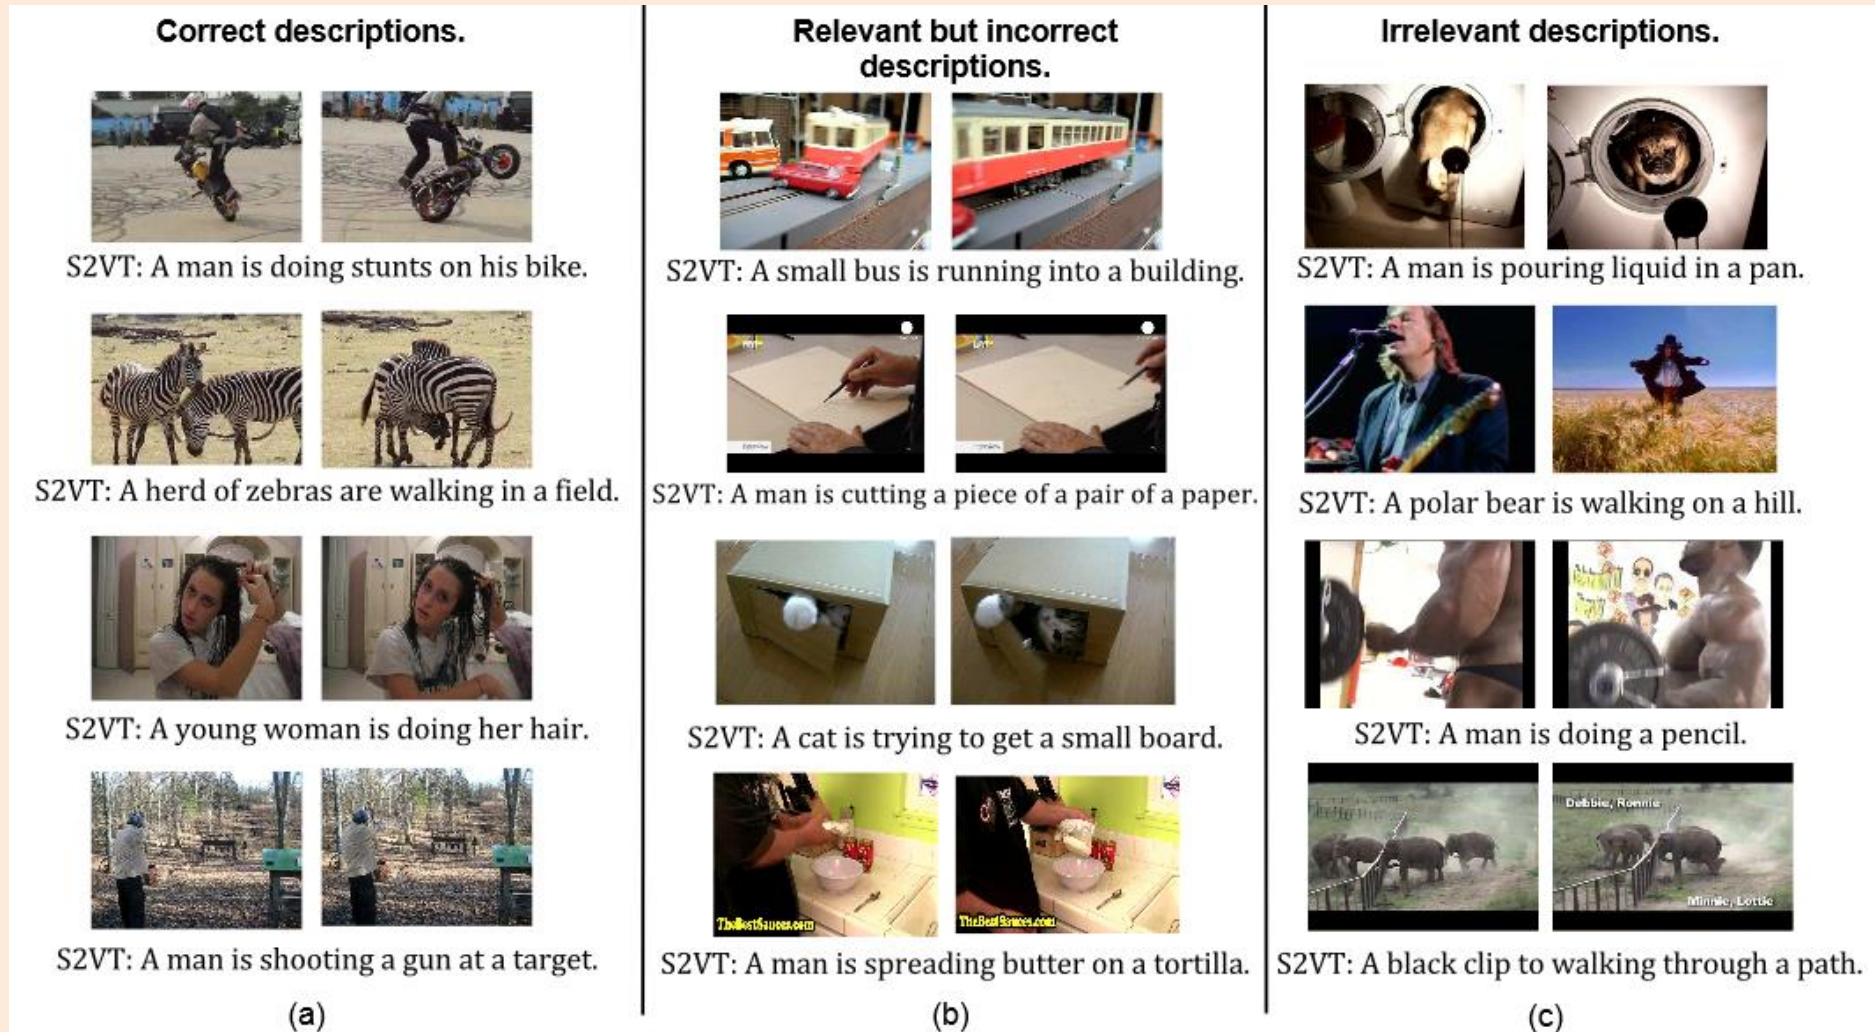 Correct descriptions.
S2VT: A man is doing stunts on his bike.
S2VT: A herd of zebras are walking in a field.
S2VT: A young woman is doing her hair.
S2VT: A man is shooting a gun at a target.
(a)
Relevant but incorrect
descriptions.
S2VT: A small bus is running into a building.
S2VT: A man is cutting a piece of a pair of a paper.
S2VT: A cat is trying to get a small board.
TheBestSauces.com
TheBestSauces.com
S2VT: A man is spreading butter on a tortilla.
(b)
Irrelevant descriptions.
S2VT: A man is pouring liquid in a pan.
S2VT: A polar bear is walking on a hill.
S2VT: A man is doing a pencil.
Debbie, Ronnie
Minnie, Lottie
S2VT: A black clip to walking through a path.
(c)